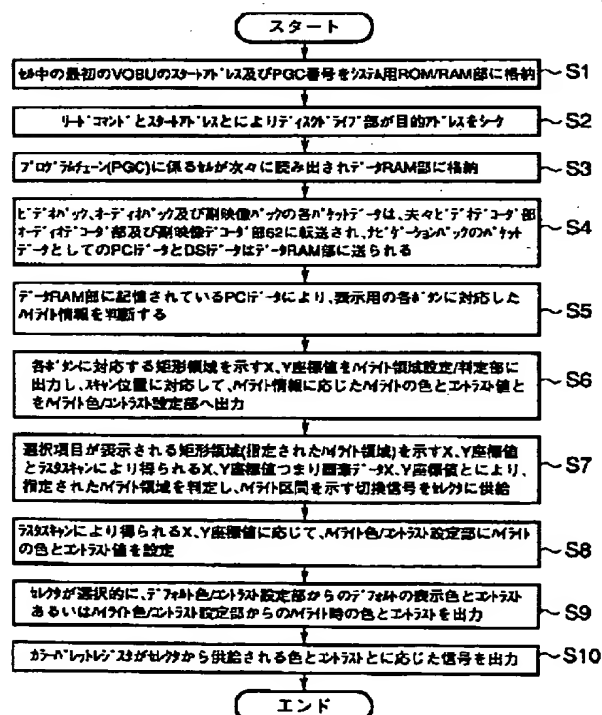 スタート
セル中の最初のVOBUのスタートアドレス及びPGC番号をシステム用ROM/RAM部に格納
S1
リードコマンドとスタートアドレスとによりディスクドライブ部が目的アドレスをシーク
S2
プログラムチェーン(PGC)に係るセルが次々に読み出されデータRAM部に格納
S3
ビデオパック、オーディオパック及び副映像パックの各パケットデータは、夫々ビデオデコーダ部
オーディオデコーダ部及び副映像デコーダ部62に転送され、ナビゲーションパックのパケット
データとしてのPCIデータとDSIデータはデータRAM部に送られる
S4
データRAM部に記憶されているPCIデータにより、表示用の各ボタンに対応した
ハイライト情報を判断する
S5
各ボタンに対応する矩形領域を示すX、Y座標値をハイライト領域設定/判定部に
出力し、スキャン位置に対応して、ハイライト情報に応じたハイライトの色とコントラスト値と
をハイライト色/コントラスト設定部へ出力
S6
選択項目が表示される矩形領域(指定されたハイライト領域)を示すX、Y座標値
とラスタスキャンにより得られるX、Y座標値つまり画素データX、Y座標値とにより、
指定されたハイライト領域を判定し、ハイライト区間を示す切換信号をセレクタに供給
S7
ラスタスキャンにより得られるX、Y座標値に応じて、ハイライト色/コントラスト設定部にハイライト
の色とコントラスト値を設定
S8
セレクタが選択的に、デフォルト色/コントラスト設定部からのデフォルトの表示色とコントラスト
あるいはハイライト色/コントラスト設定部からのハイライト時の色とコントラストを出力
S9
カラーパレットレジスタがセレクタから供給される色とコントラストとに応じた信号を出力
S10
エンド